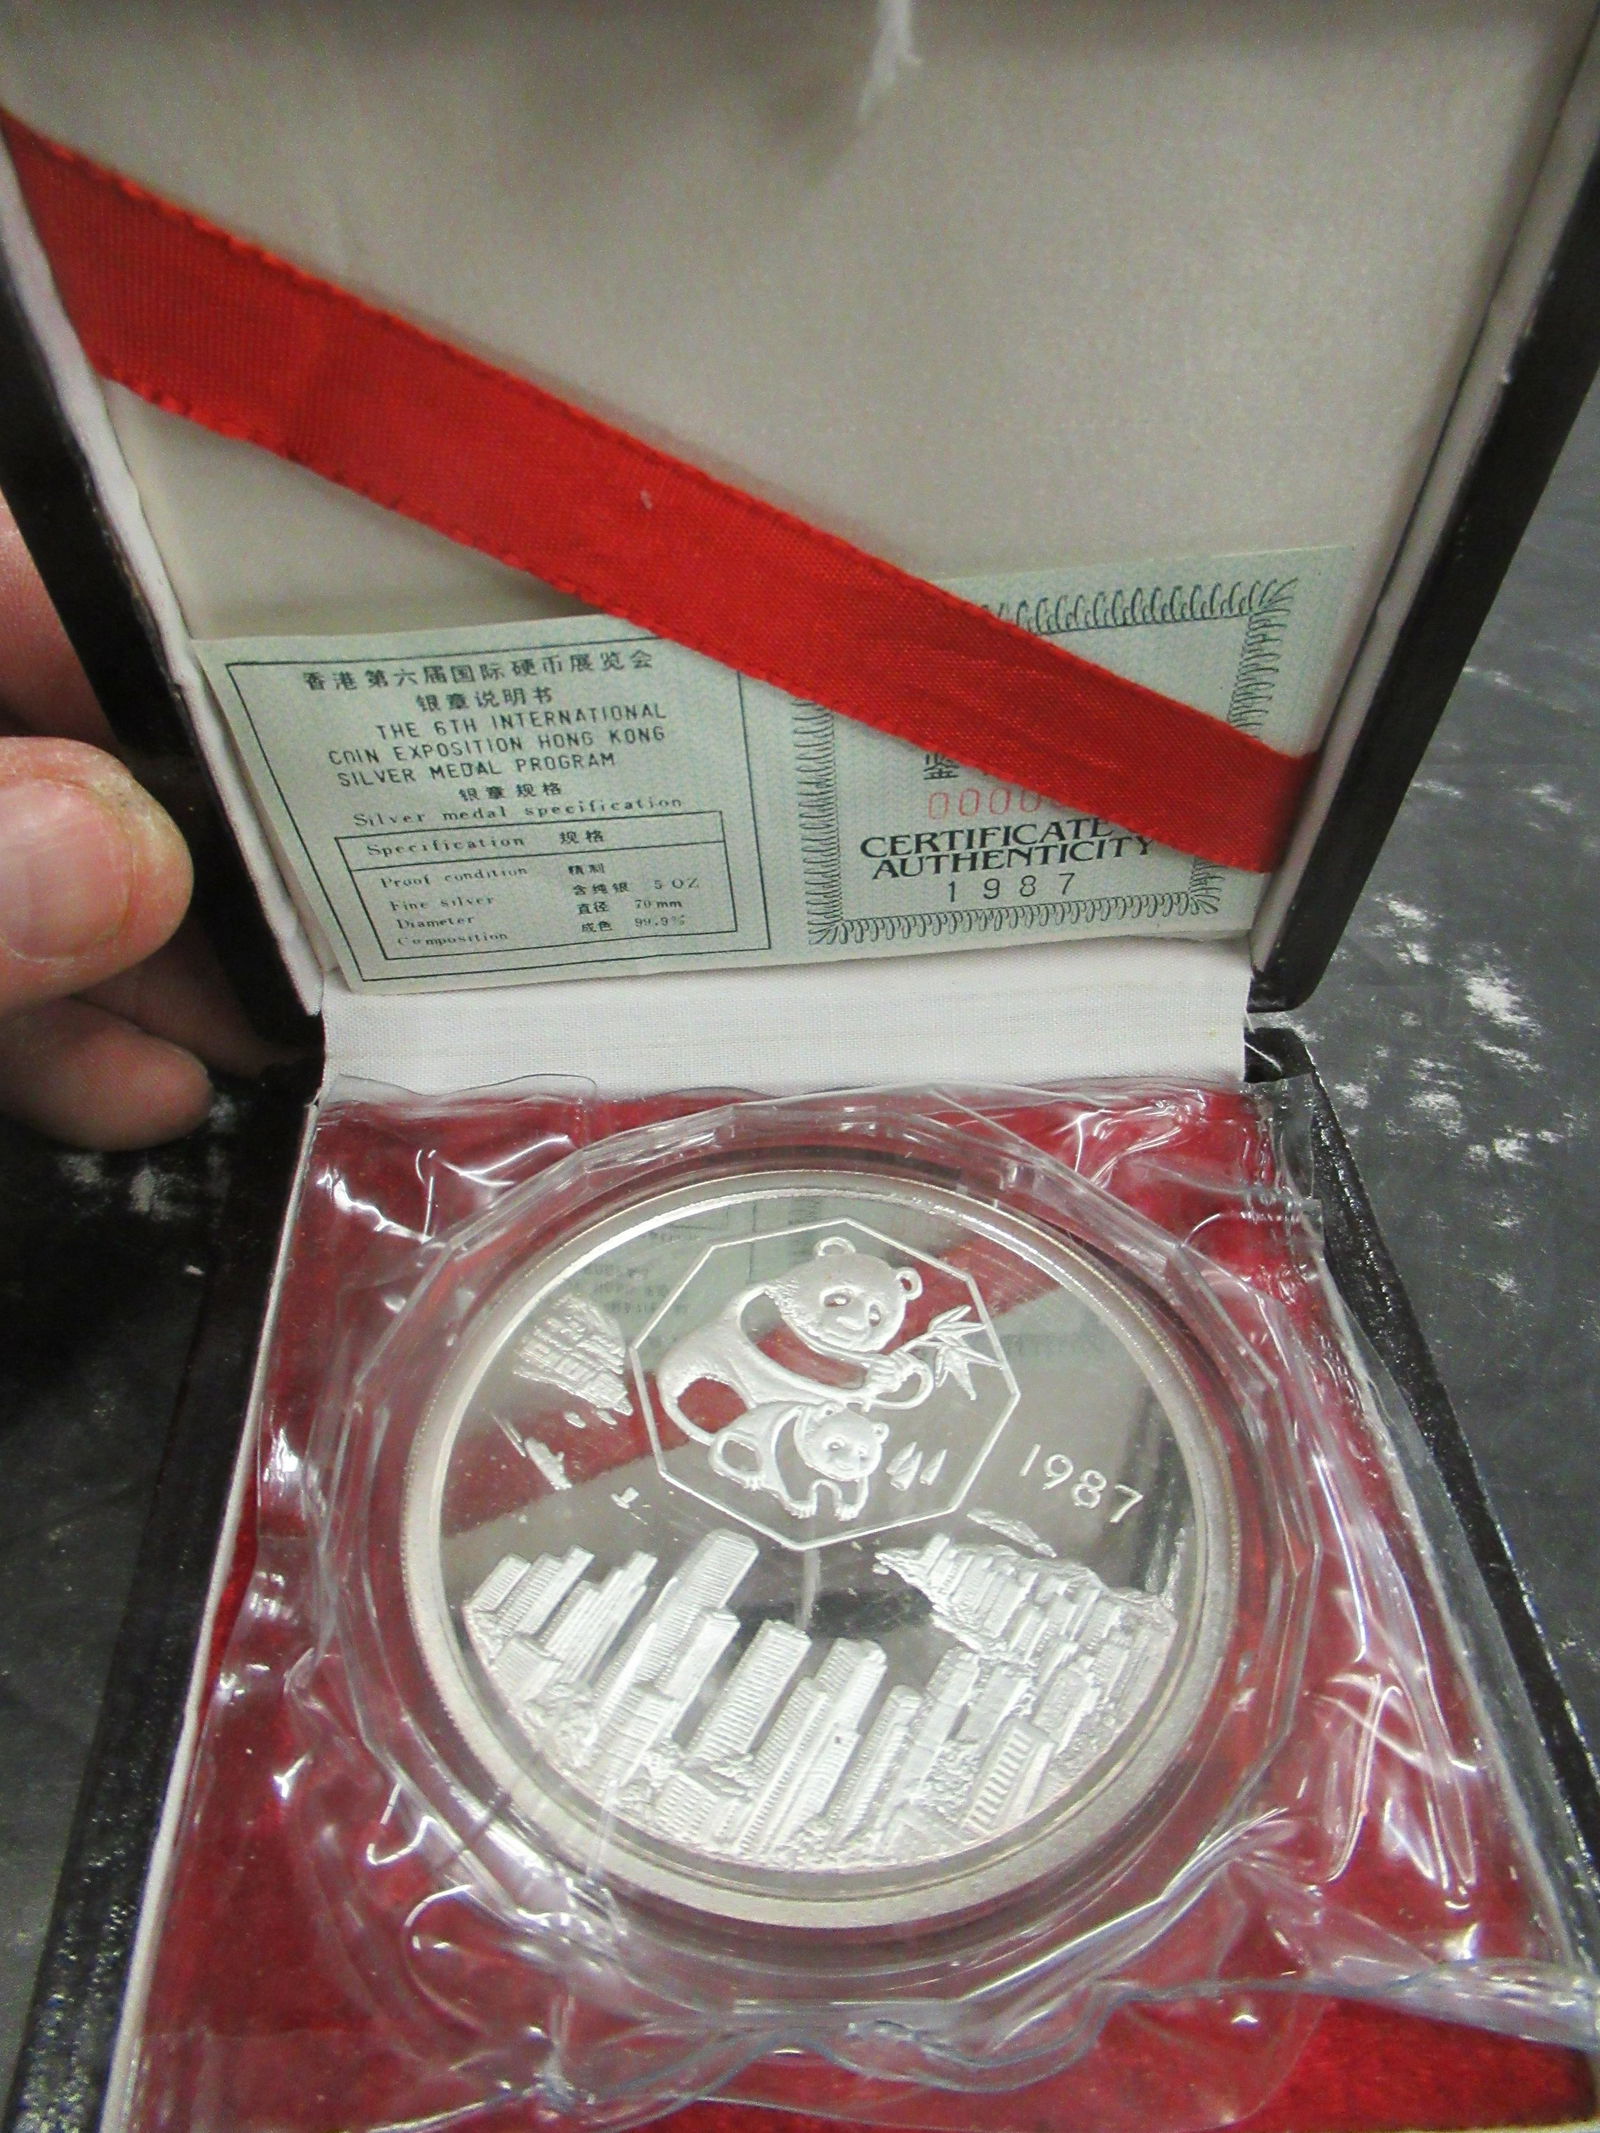 香港第六届国际硬币展览会
银章说明书
THE 6TH INTERNATIONAL
COIN EXPOSITION HONG KONG
SILVER MEDAL PROGRAM
银章规格
Silver medal specification
Specification 规格
Proof condition 精制
Fine silver 含纯银 5 OZ
Diameter 直径 70mm
Composition 成色 99.9%
鉴
0000
CERTIFICATE
AUTHENTICITY
1987
1987